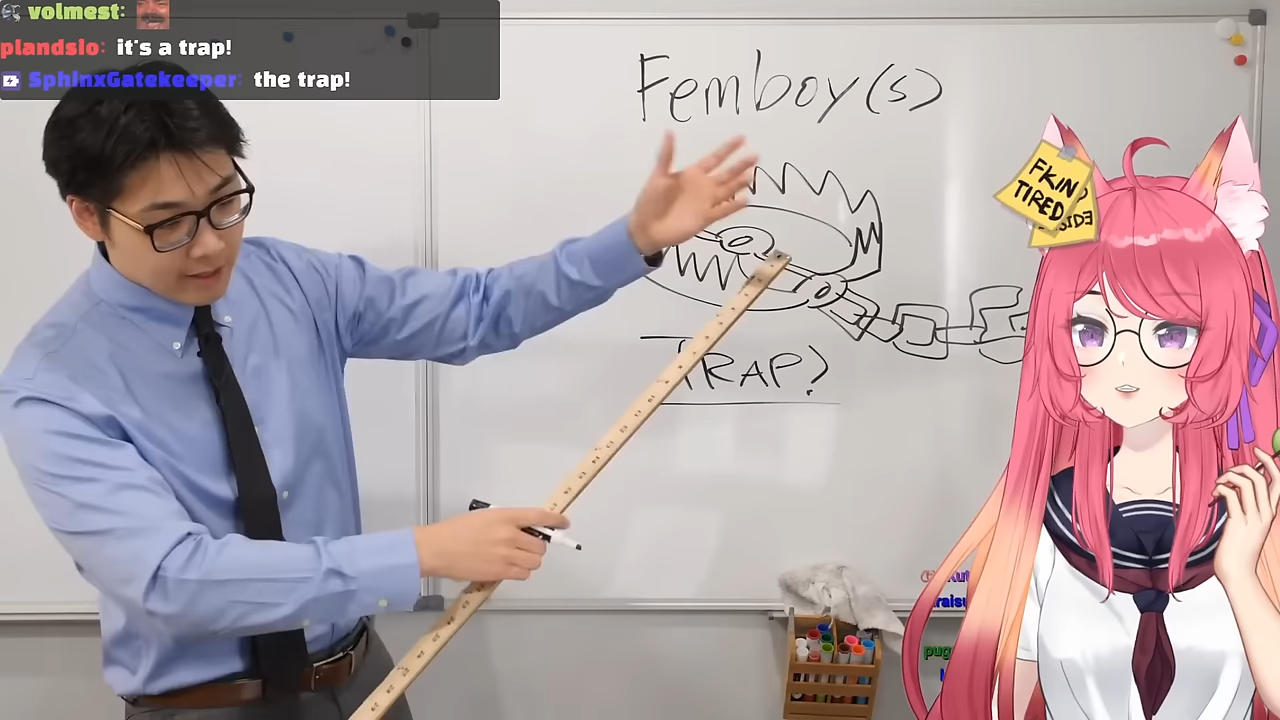 volmest:
plandslo: it's a trap!
SphinxGatekeeper: the trap!
Femboy(s)
TRAP?
FKIN
TIRED